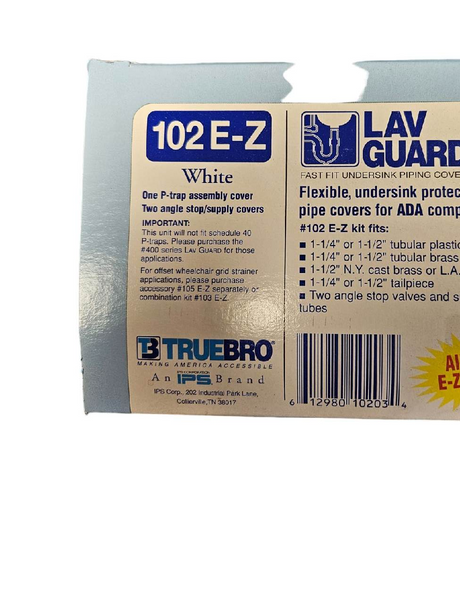 102 E-Z
White
One P-trap assembly cover
Two angle stop/supply covers
IMPORTANT:
This unit will not fit schedule 40
P-traps. Please purchase the
#400 series LAV GUARD for those
applications.
For offset wheelchair grid strainer
applications, please purchase
accessory #105 E-Z separately or
combination kit #103 E-Z.
TRUEBRO®
MAKING AMERICA ACCESSIBLE
An IPS Brand
IPS Corp., 202 Industrial Park Lane,
Collierville, TN 38017
LAV
GUARD
FAST FIT UNDERSINK PIPING COVE
Flexible, undersink protec
pipe covers for ADA comp
#102 E-Z kit fits:
■ 1-1/4" or 1-1/2" tubular plastic
■ 1-1/4" or 1-1/2" tubular brass
■ 1-1/2" N.Y. cast brass or L.A.
■ 1-1/4" or 1-1/2" tailpiece
■ Two angle stop valves and s
tubes
6 12980 10203 4
Al
E-Z